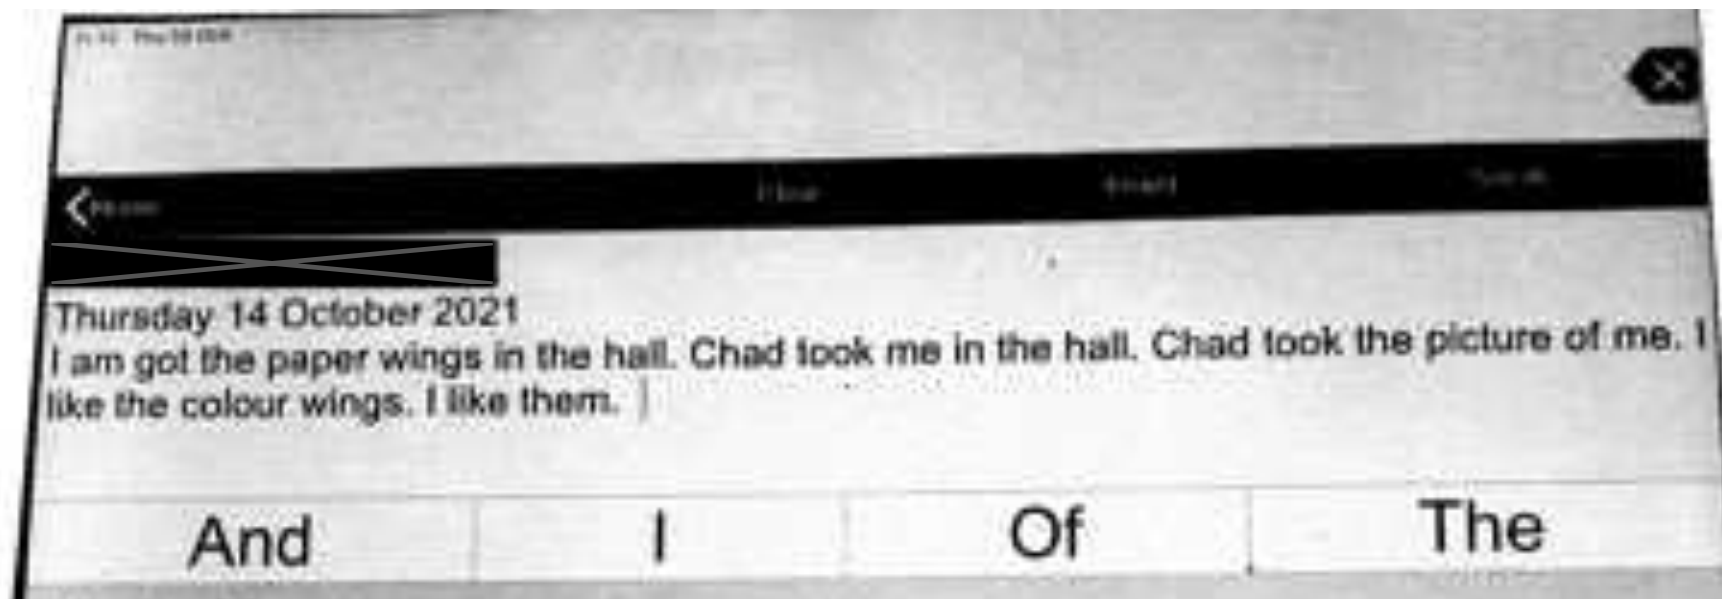 Thursday 14 October 2021
I am got the paper wings in the hall. Chad took me in the hall. Chad took the picture of me. I
like the colour wings. I like them.
And I Of The